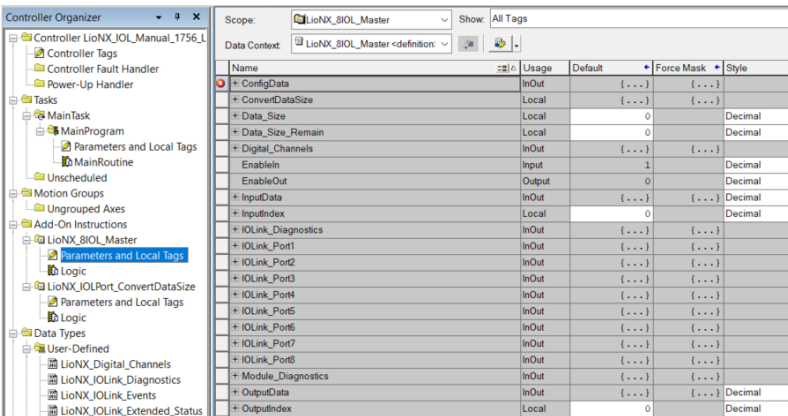 Controller Organizer
Controller LioNX_IOL_Manual_1756_L
Controller Tags
Controller Fault Handler
Power-Up Handler
Tasks
MainTask
MainProgram
Parameters and Local Tags
MainRoutine
Unscheduled
Motion Groups
Ungrouped Axes
Add-On Instructions
LioNX_8IOL_Master
Parameters and Local Tags
Logic
LioNX_IOLPort_ConvertDataSize
Parameters and Local Tags
Logic
Data Types
User-Defined
LioNX_Digital_Channels
LioNX_IOLink_Diagnostics
LioNX_IOLink_Events
LioNX_IOLink_Extended_Status
Scope: LioNX_8IOL_Master Show: All Tags
Data Context: LioNX_8IOL_Master <definition>
Name Usage Default Force Mask Style
ConfigData InOut {...} {...}
ConvertDataSize Local {...} {...}
Data_Size Local 0 Decimal
Data_Size_Remain Local 0 Decimal
Digital_Channels InOut {...} {...}
EnableIn Input 1 Decimal
EnableOut Output 0 Decimal
InputData InOut {...} {...} Decimal
InputIndex Local 0 Decimal
IOLink_Diagnostics InOut {...} {...}
IOLink_Port1 InOut {...} {...}
IOLink_Port2 InOut {...} {...}
IOLink_Port3 InOut {...} {...}
IOLink_Port4 InOut {...} {...}
IOLink_Port5 InOut {...} {...}
IOLink_Port6 InOut {...} {...}
IOLink_Port7 InOut {...} {...}
IOLink_Port8 InOut {...} {...}
Module_Diagnostics InOut {...} {...}
OutputData InOut {...} {...} Decimal
OutputIndex Local 0 Decimal